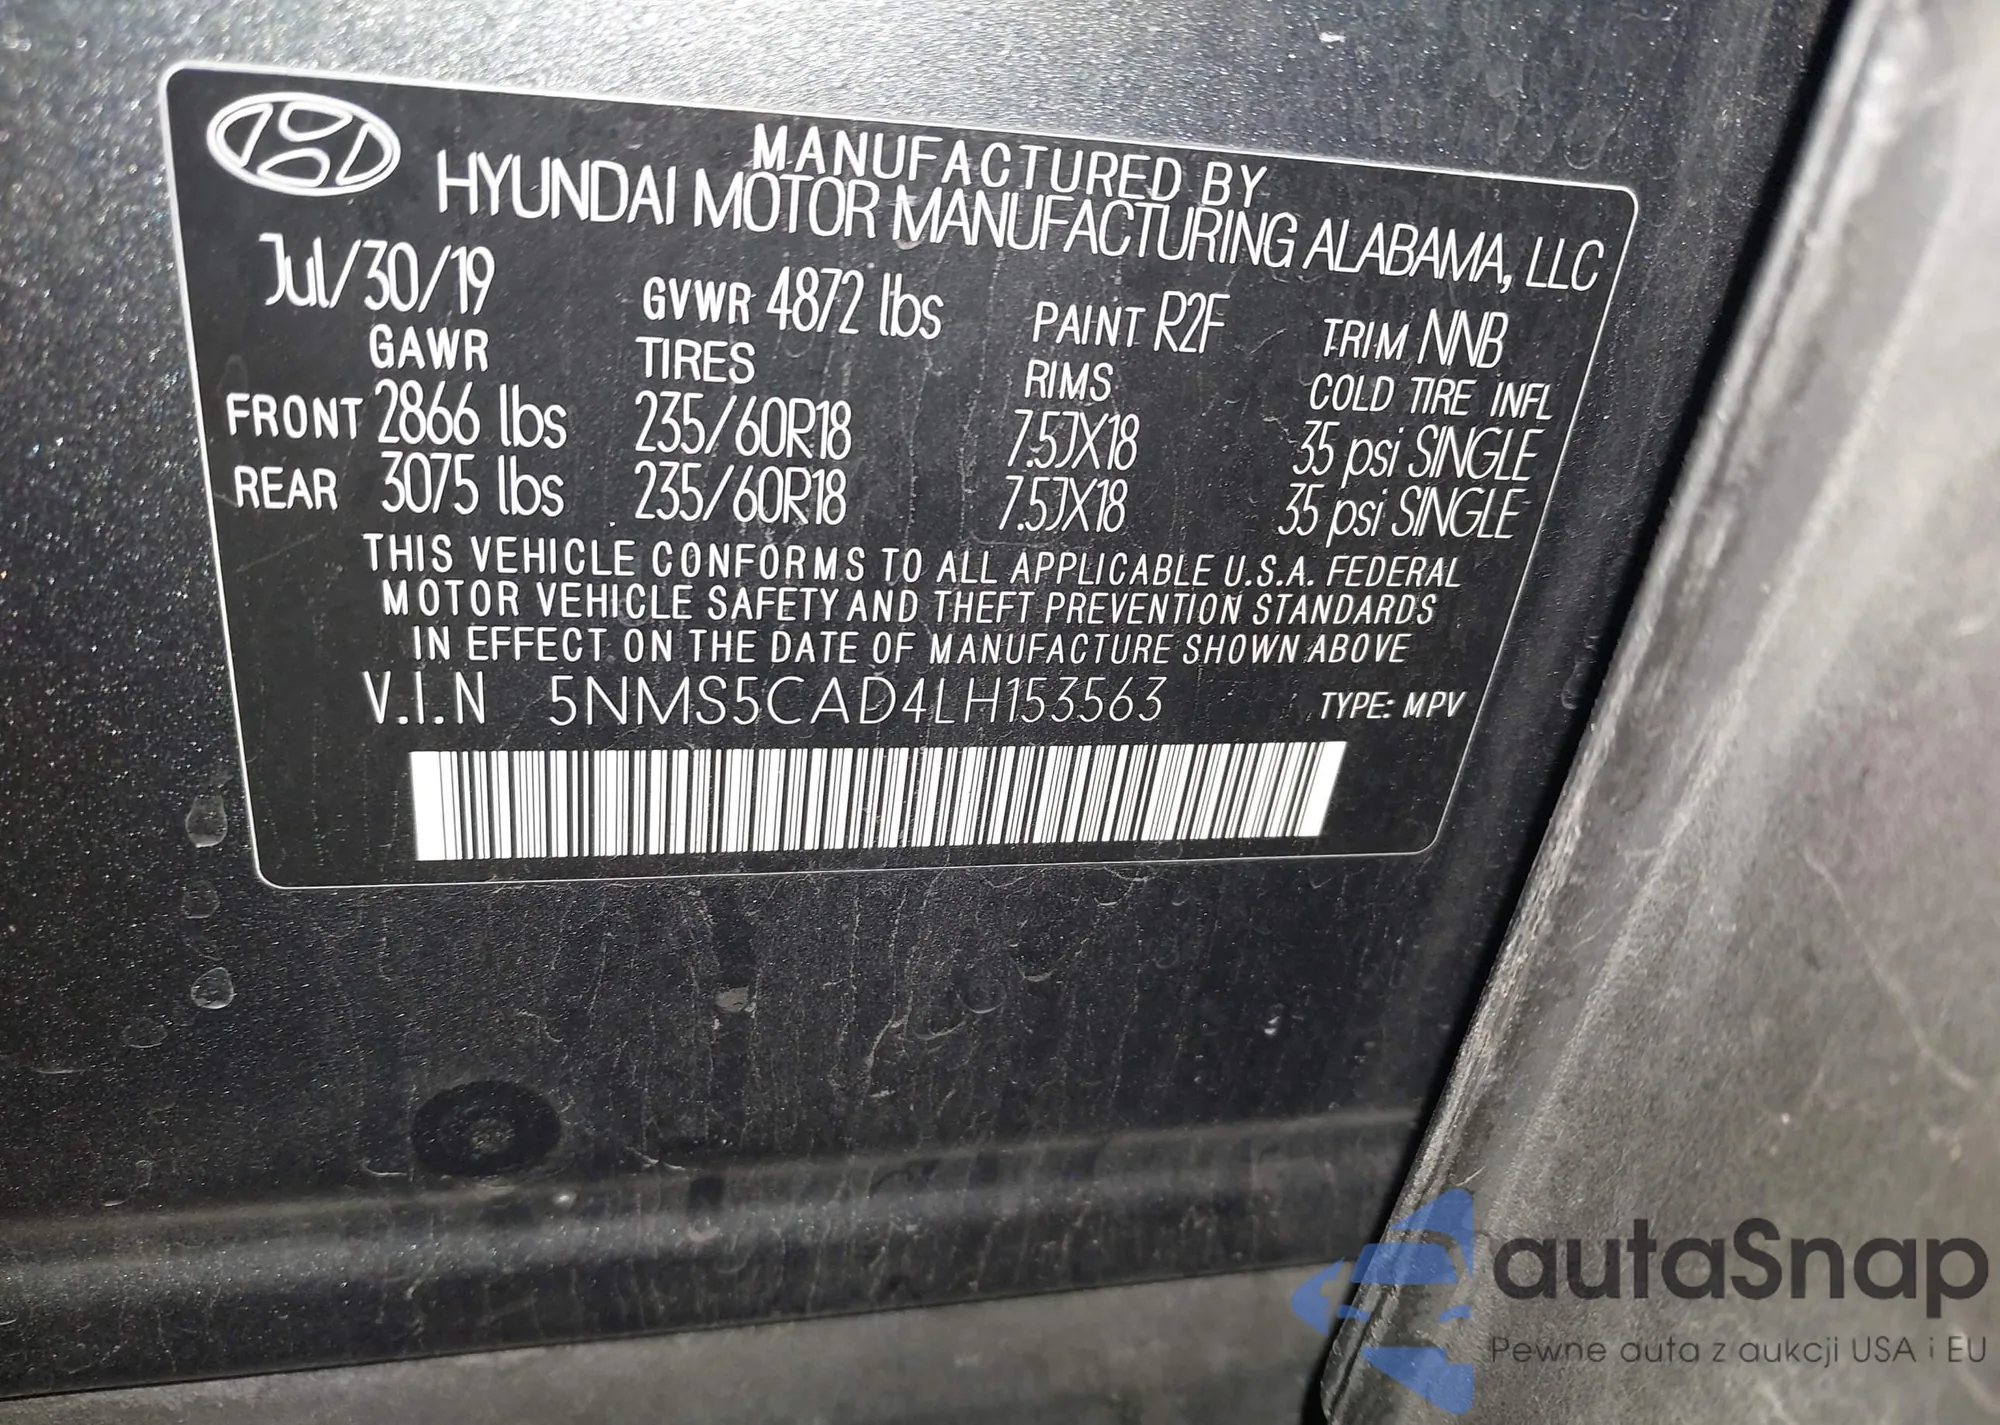 MANUFACTURED BY
HYUNDAI MOTOR MANUFACTURING ALABAMA, LLC
Jul/30/19 GVWR 4872 lbs PAINT R2F TRIM NNB
GAWR TIRES RIMS COLD TIRE INFL
FRONT 2866 lbs 235/60R18 7.5JX18 35 psi SINGLE
REAR 3075 lbs 235/60R18 7.5JX18 35 psi SINGLE
THIS VEHICLE CONFORMS TO ALL APPLICABLE U.S.A. FEDERAL
MOTOR VEHICLE SAFETY AND THEFT PREVENTION STANDARDS
IN EFFECT ON THE DATE OF MANUFACTURE SHOWN ABOVE
V.I.N 5NMS5CAD4LH153563 TYPE: MPV
autaSnap
Pewne auta z aukcji USA i EU